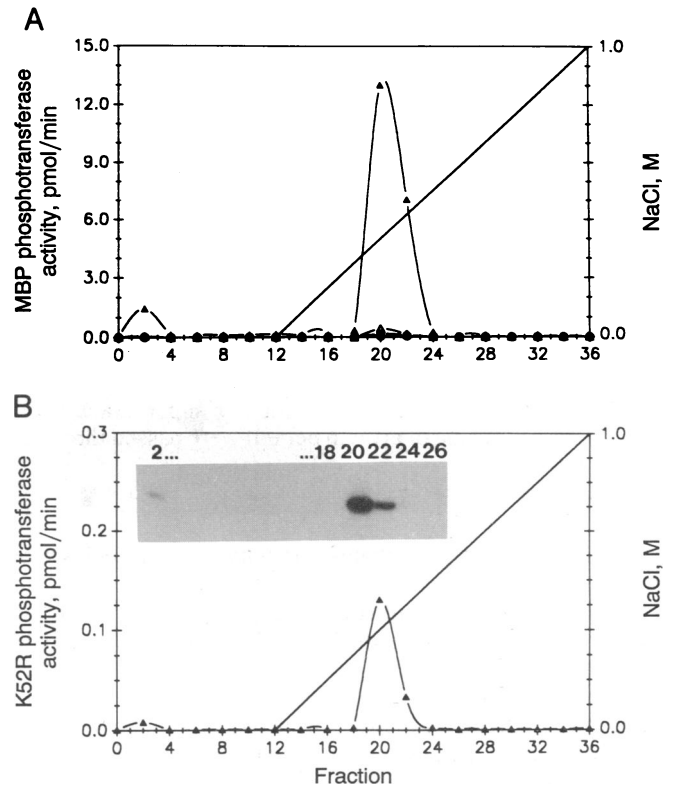 A
15.0
12.0
9.0
6.0
3.0
0.0
MBP phosphotransferase
activity, pmol/min
1.0
0.0
NaCl, M
0 4 8 12 16 20 24 28 32 36
B
0.3
0.2
0.1
0.0
K52R phosphotransferase
activity, pmol/min
2... ...18 20 22 24 26
1.0
0.0
NaCl, M
0 4 8 12 16 20 24 28 32 36
Fraction